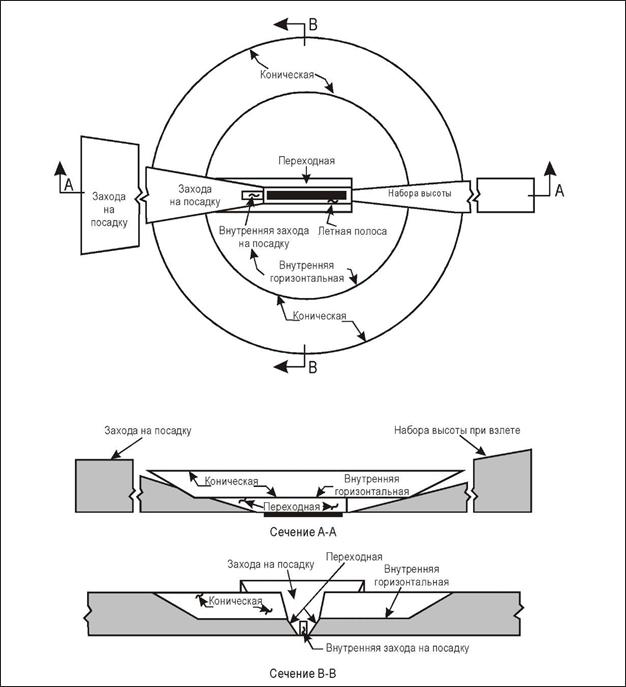 B
Коническая
Переходная
A
Захода
на
посадку
Захода
на посадку
Набора высоты
A
Внутренняя захода
на посадку
Летная полоса
Внутренняя
горизонтальная
Коническая
B
Захода на посадку
Набора высоты при взлете
Коническая
Внутренняя
горизонтальная
Переходная
Сечение А-А
Захода на посадку
Переходная
Внутренняя
горизонтальная
Коническая
Внутренняя захода на посадку
Сечение В-В